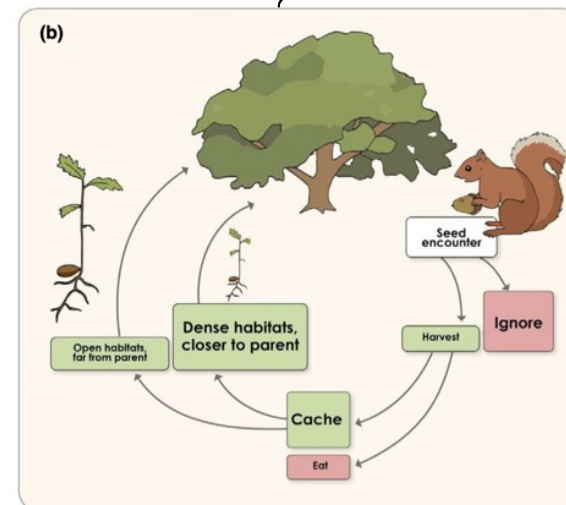 (b)
Seed
encounter
Ignore
Harvest
Dense habitats,
closer to parent
Open habitats,
far from parent
Cache
Eat